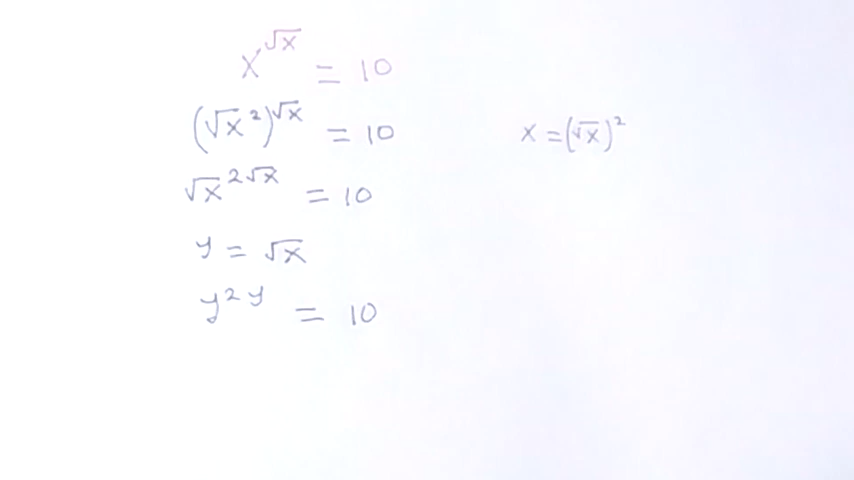 x^√x = 10
(√x²)^√x = 10 x = (√x)²
√x^2√x = 10
y = √x
y^2y = 10